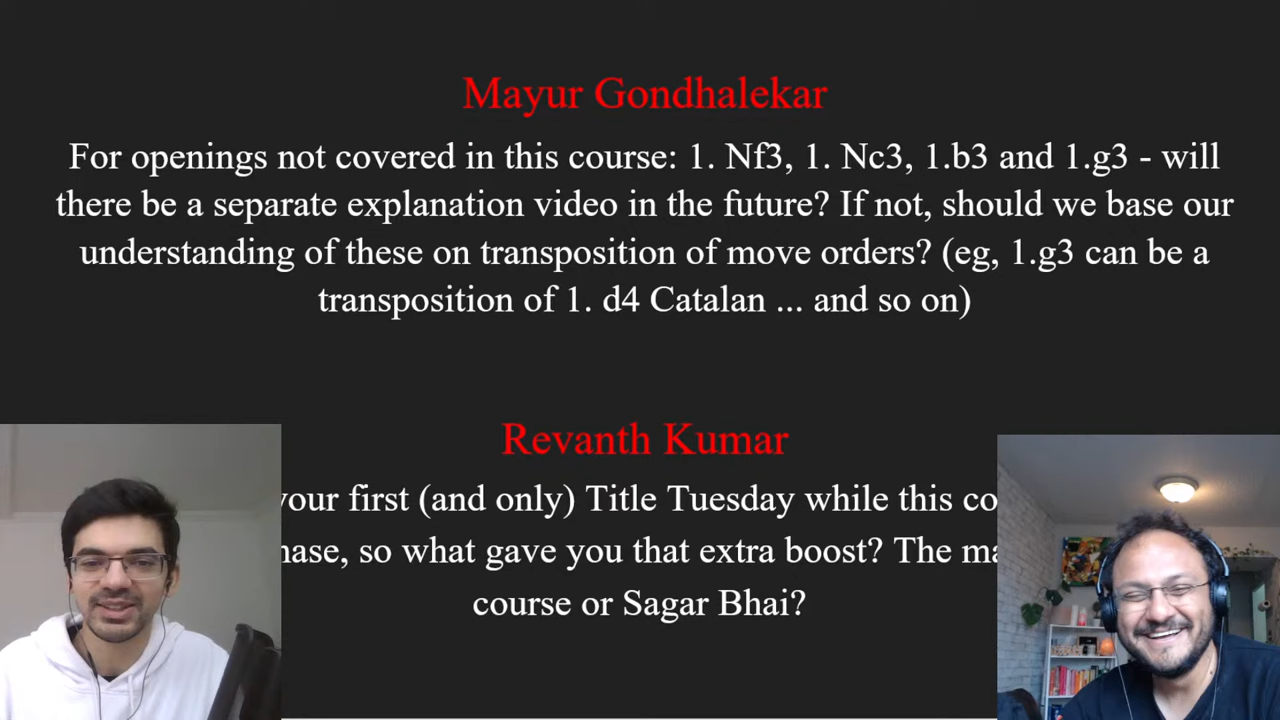 Mayur Gondhalekar
For openings not covered in this course: 1. Nf3, 1. Nc3, 1.b3 and 1.g3 - will
there be a separate explanation video in the future? If not, should we base our
understanding of these on transposition of move orders? (eg, 1.g3 can be a
transposition of 1. d4 Catalan ... and so on)
Revanth Kumar
your first (and only) Title Tuesday while this
so what gave you that extra boost? The
course or Sagar Bhai?